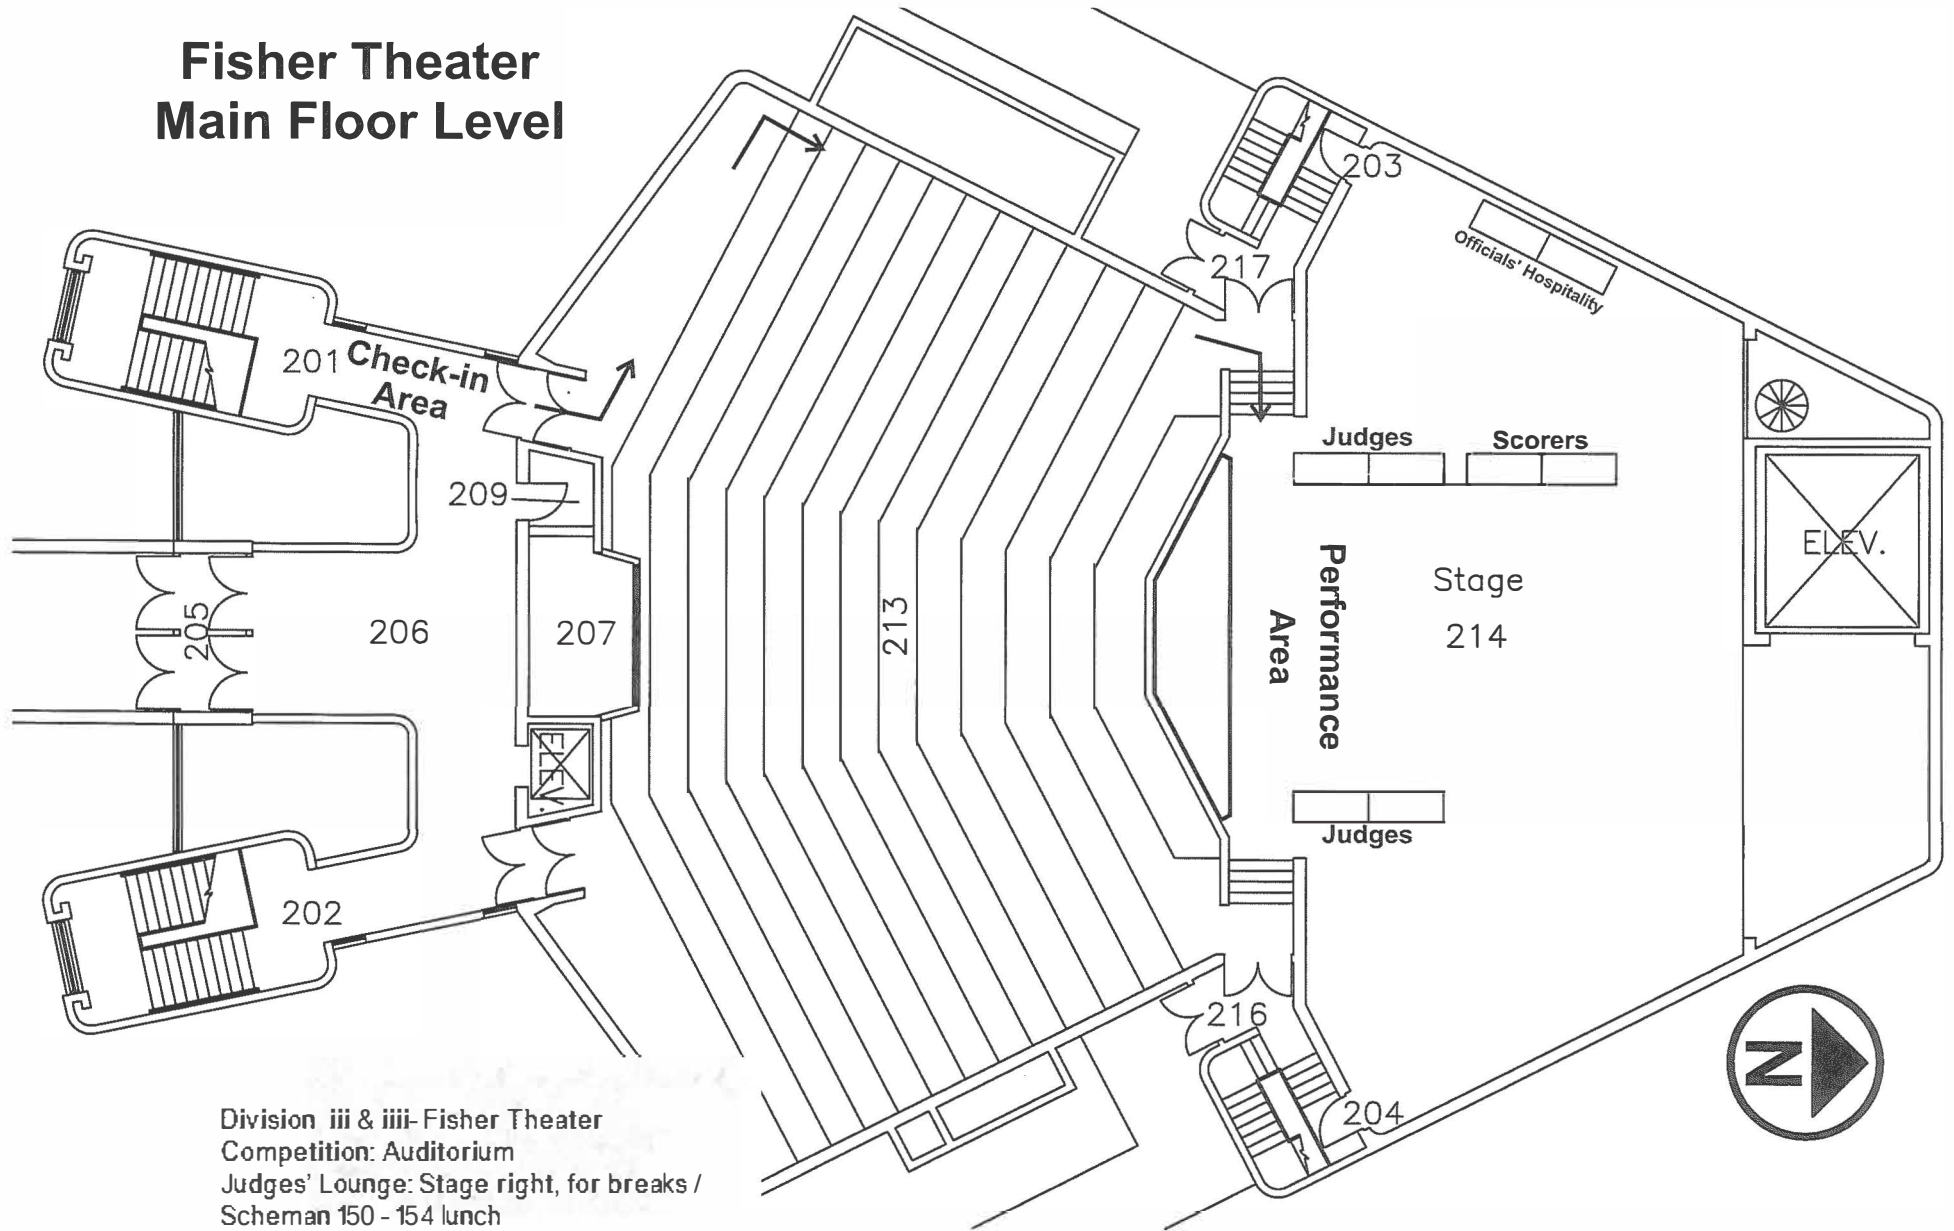 Fisher Theater
Main Floor Level
203
Officials' Hospitality
217
201
Check-in
Area
Judges
Scorers
209
ELEV.
Performance
Area
Stage
214
213
205
206
207
ELEV.
Judges
202
216
204
N
Division iii & iiii- Fisher Theater
Competition: Auditorium
Judges' Lounge: Stage right, for breaks /
Scheman 150 - 154 lunch